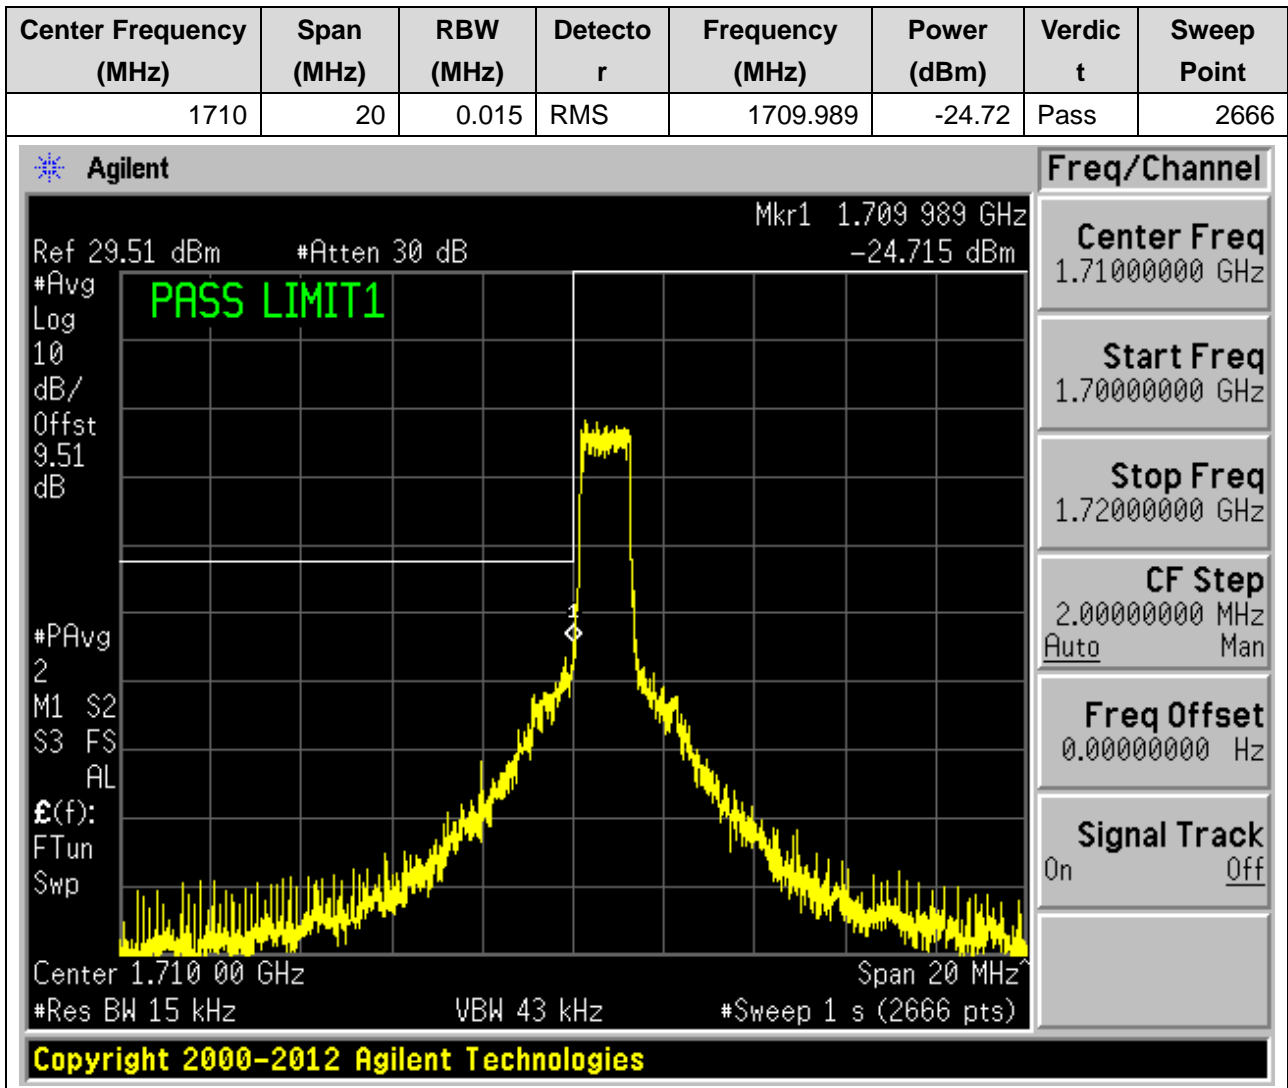 Center Frequency (MHz) Span (MHz) RBW (MHz) Detecto r Frequency (MHz) Power (dBm) Verdic t Sweep Point
1710 20 0.015 RMS 1709.989 -24.72 Pass 2666
Agilent
Freq/Channel
Mkr1 1.709 989 GHz
Ref 29.51 dBm #Atten 30 dB -24.715 dBm
#Avg
Log
10
dB/
Offst
9.51
dB
PASS LIMIT1
1
#PAvg
2
M1 S2
S3 FS
AL
£(f):
FTun
Swp
Center 1.710 00 GHz Span 20 MHz^
#Res BW 15 kHz VBW 43 kHz #Sweep 1 s (2666 pts)
Center Freq
1.71000000 GHz
Start Freq
1.70000000 GHz
Stop Freq
1.72000000 GHz
CF Step
2.00000000 MHz
Auto Man
Freq Offset
0.00000000 Hz
Signal Track
On Off
Copyright 2000-2012 Agilent Technologies